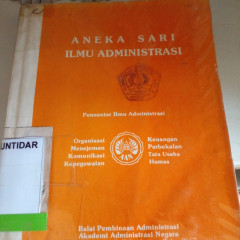 ANEKA SARI
ILMU ADMINISTRASI
Pengantar Ilmu Administrasi
Organisasi
Manajemen
Komunikasi
Kepegawaian
Keuangan
Perbekalan
Tata Usaha
Humas
UNTIDAR
Balai Pembinaan Administrasi
Akademi Administrasi Negara